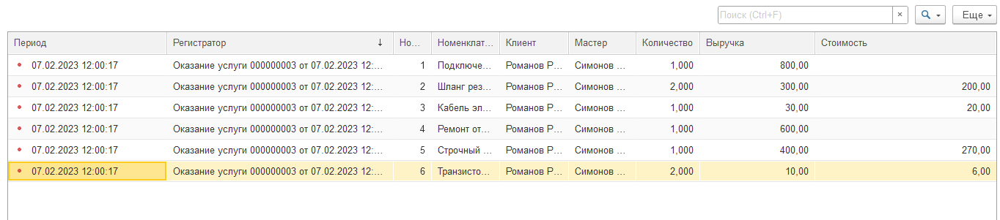 Поиск (Ctrl+F) × Еще
Период Регистратор ↓ Но... Номенклат... Клиент Мастер Количество Выручка Стоимость
07.02.2023 12:00:17 Оказание услуги 000000003 от 07.02.2023 12:... 1 Подключе... Романов Р... Симонов ... 1,000 800,00
07.02.2023 12:00:17 Оказание услуги 000000003 от 07.02.2023 12:... 2 Шланг рез... Романов Р... Симонов ... 2,000 300,00 200,00
07.02.2023 12:00:17 Оказание услуги 000000003 от 07.02.2023 12:... 3 Кабель эл... Романов Р... Симонов ... 1,000 30,00 20,00
07.02.2023 12:00:17 Оказание услуги 000000003 от 07.02.2023 12:... 4 Ремонт от... Романов Р... Симонов ... 1,000 600,00
07.02.2023 12:00:17 Оказание услуги 000000003 от 07.02.2023 12:... 5 Строчный ... Романов Р... Симонов ... 1,000 400,00 270,00
07.02.2023 12:00:17 Оказание услуги 000000003 от 07.02.2023 12:... 6 Транзисто... Романов Р... Симонов ... 2,000 10,00 6,00